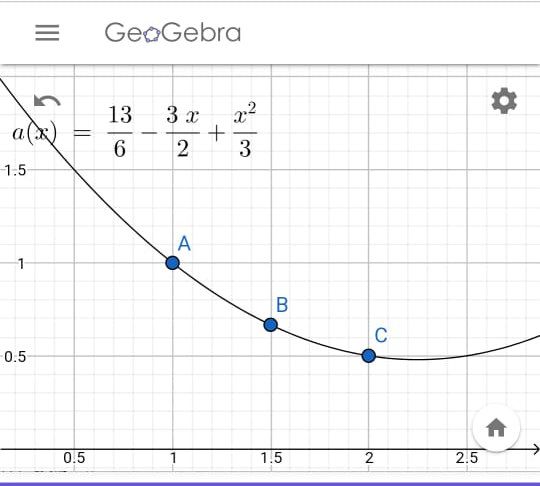 GeoGebra
a(x) = 13/6 − 3 x/2 + x²/3
1.5
A
1
B
C
0.5
0.5 1 1.5 2 2.5